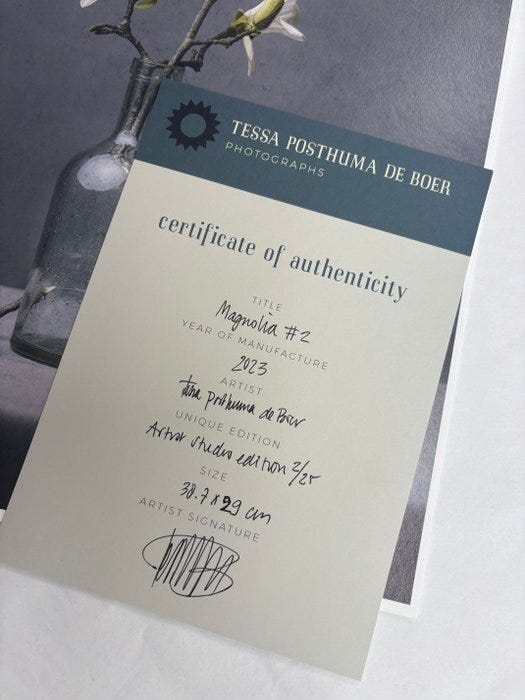 TESSA POSTHUMA DE BOER
PHOTOGRAPHS
certificate of authenticity
TITLE
Magnolia #2
YEAR OF MANUFACTURE
2023
ARTIST
Tessa Posthuma de Boer
UNIQUE EDITION
Artist studio edition 2/25
SIZE
38.7 x 29 cm
ARTIST SIGNATURE